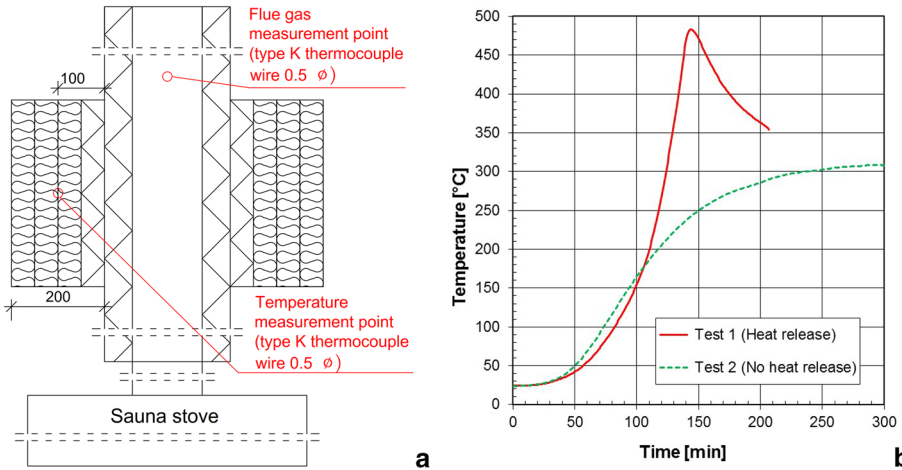 Flue gas
measurement point
(type K thermocouple
wire 0.5 ø)
100
200
Temperature
measurement point
(type K thermocouple
wire 0.5 ø)
Sauna stove
a
500
450
400
350
300
250
200
150
100
50
0
Temperature [°C]
Test 1 (Heat release)
Test 2 (No heat release)
0 50 100 150 200 250 300
Time [min]
b